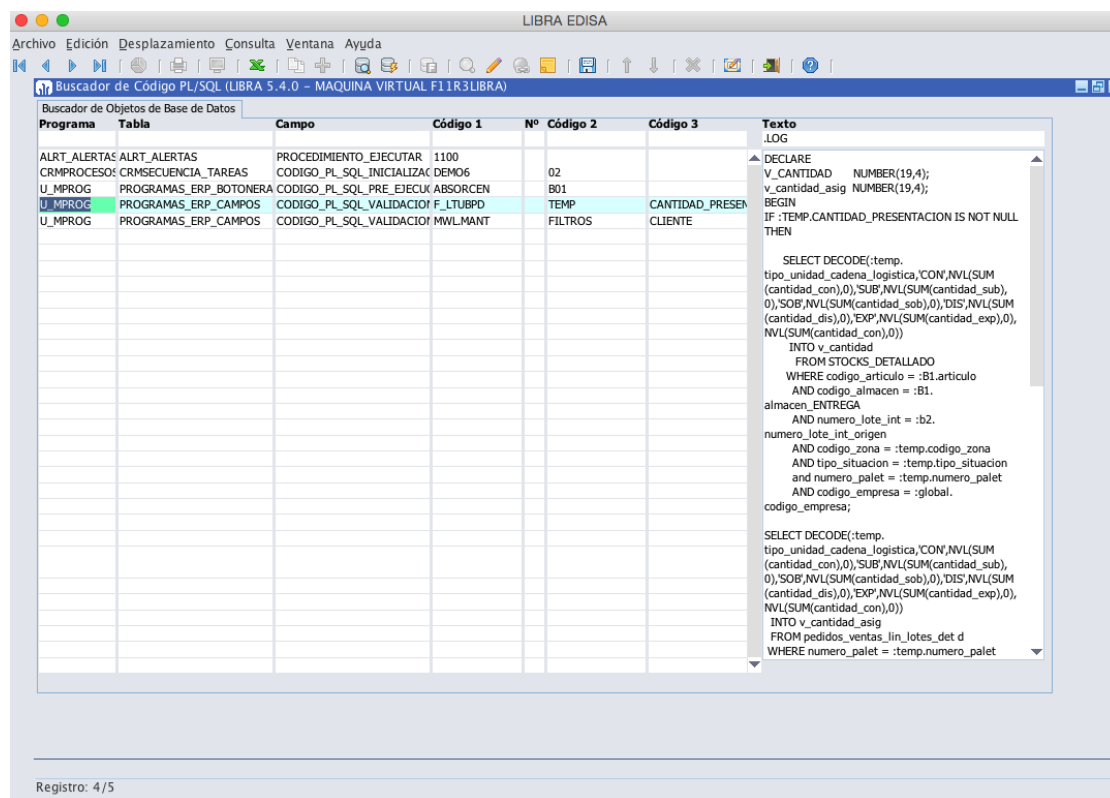 LIBRA EDISA
Archivo Edición Desplazamiento Consulta Ventana Ayuda
Buscador de Código PL/SQL (LIBRA 5.4.0 – MAQUINA VIRTUAL F11R3LIBRA)
Buscador de Objetos de Base de Datos
Programa Tabla Campo Código 1 Nº Código 2 Código 3 Texto
.LOG
ALRT_ALERTAS ALRT_ALERTAS PROCEDIMIENTO_EJECUTAR 1100
CRMPROCESOS CRMSECUENCIA_TAREAS CODIGO_PL_SQL_INICIALIZAC DEMO6 02
U_MPROG PROGRAMAS_ERP_BOTONERA CODIGO_PL_SQL_PRE_EJECU ABSORCEN B01
U_MPROG PROGRAMAS_ERP_CAMPOS CODIGO_PL_SQL_VALIDACION F_LTUBPD TEMP CANTIDAD_PRESEN
U_MPROG PROGRAMAS_ERP_CAMPOS CODIGO_PL_SQL_VALIDACION MWL.MANT FILTROS CLIENTE
DECLARE
V_CANTIDAD NUMBER(19,4);
v_cantidad_asig NUMBER(19,4);
BEGIN
IF :TEMP.CANTIDAD_PRESENTACION IS NOT NULL
THEN
SELECT DECODE(:temp.
tipo_unidad_cadena_logistica,'CON',NVL(SUM
(cantidad_con),0),'SUB',NVL(SUM(cantidad_sub),
0),'SOB',NVL(SUM(cantidad_sob),0),'DIS',NVL(SUM
(cantidad_dis),0),'EXP',NVL(SUM(cantidad_exp),0),
NVL(SUM(cantidad_con),0))
INTO v_cantidad
FROM STOCKS_DETALLADO
WHERE codigo_articulo = :B1.articulo
AND codigo_almacen = :B1.
almacen_ENTREGA
AND numero_lote_int = :b2.
numero_lote_int_origen
AND codigo_zona = :temp.codigo_zona
AND tipo_situacion = :temp.tipo_situacion
and numero_palet = :temp.numero_palet
AND codigo_empresa = :global.
codigo_empresa;
SELECT DECODE(:temp.
tipo_unidad_cadena_logistica,'CON',NVL(SUM
(cantidad_con),0),'SUB',NVL(SUM(cantidad_sub),
0),'SOB',NVL(SUM(cantidad_sob),0),'DIS',NVL(SUM
(cantidad_dis),0),'EXP',NVL(SUM(cantidad_exp),0),
NVL(SUM(cantidad_con),0))
INTO v_cantidad_asig
FROM pedidos_ventas_lin_lotes_det d
WHERE numero_palet = :temp.numero_palet
Registro: 4/5